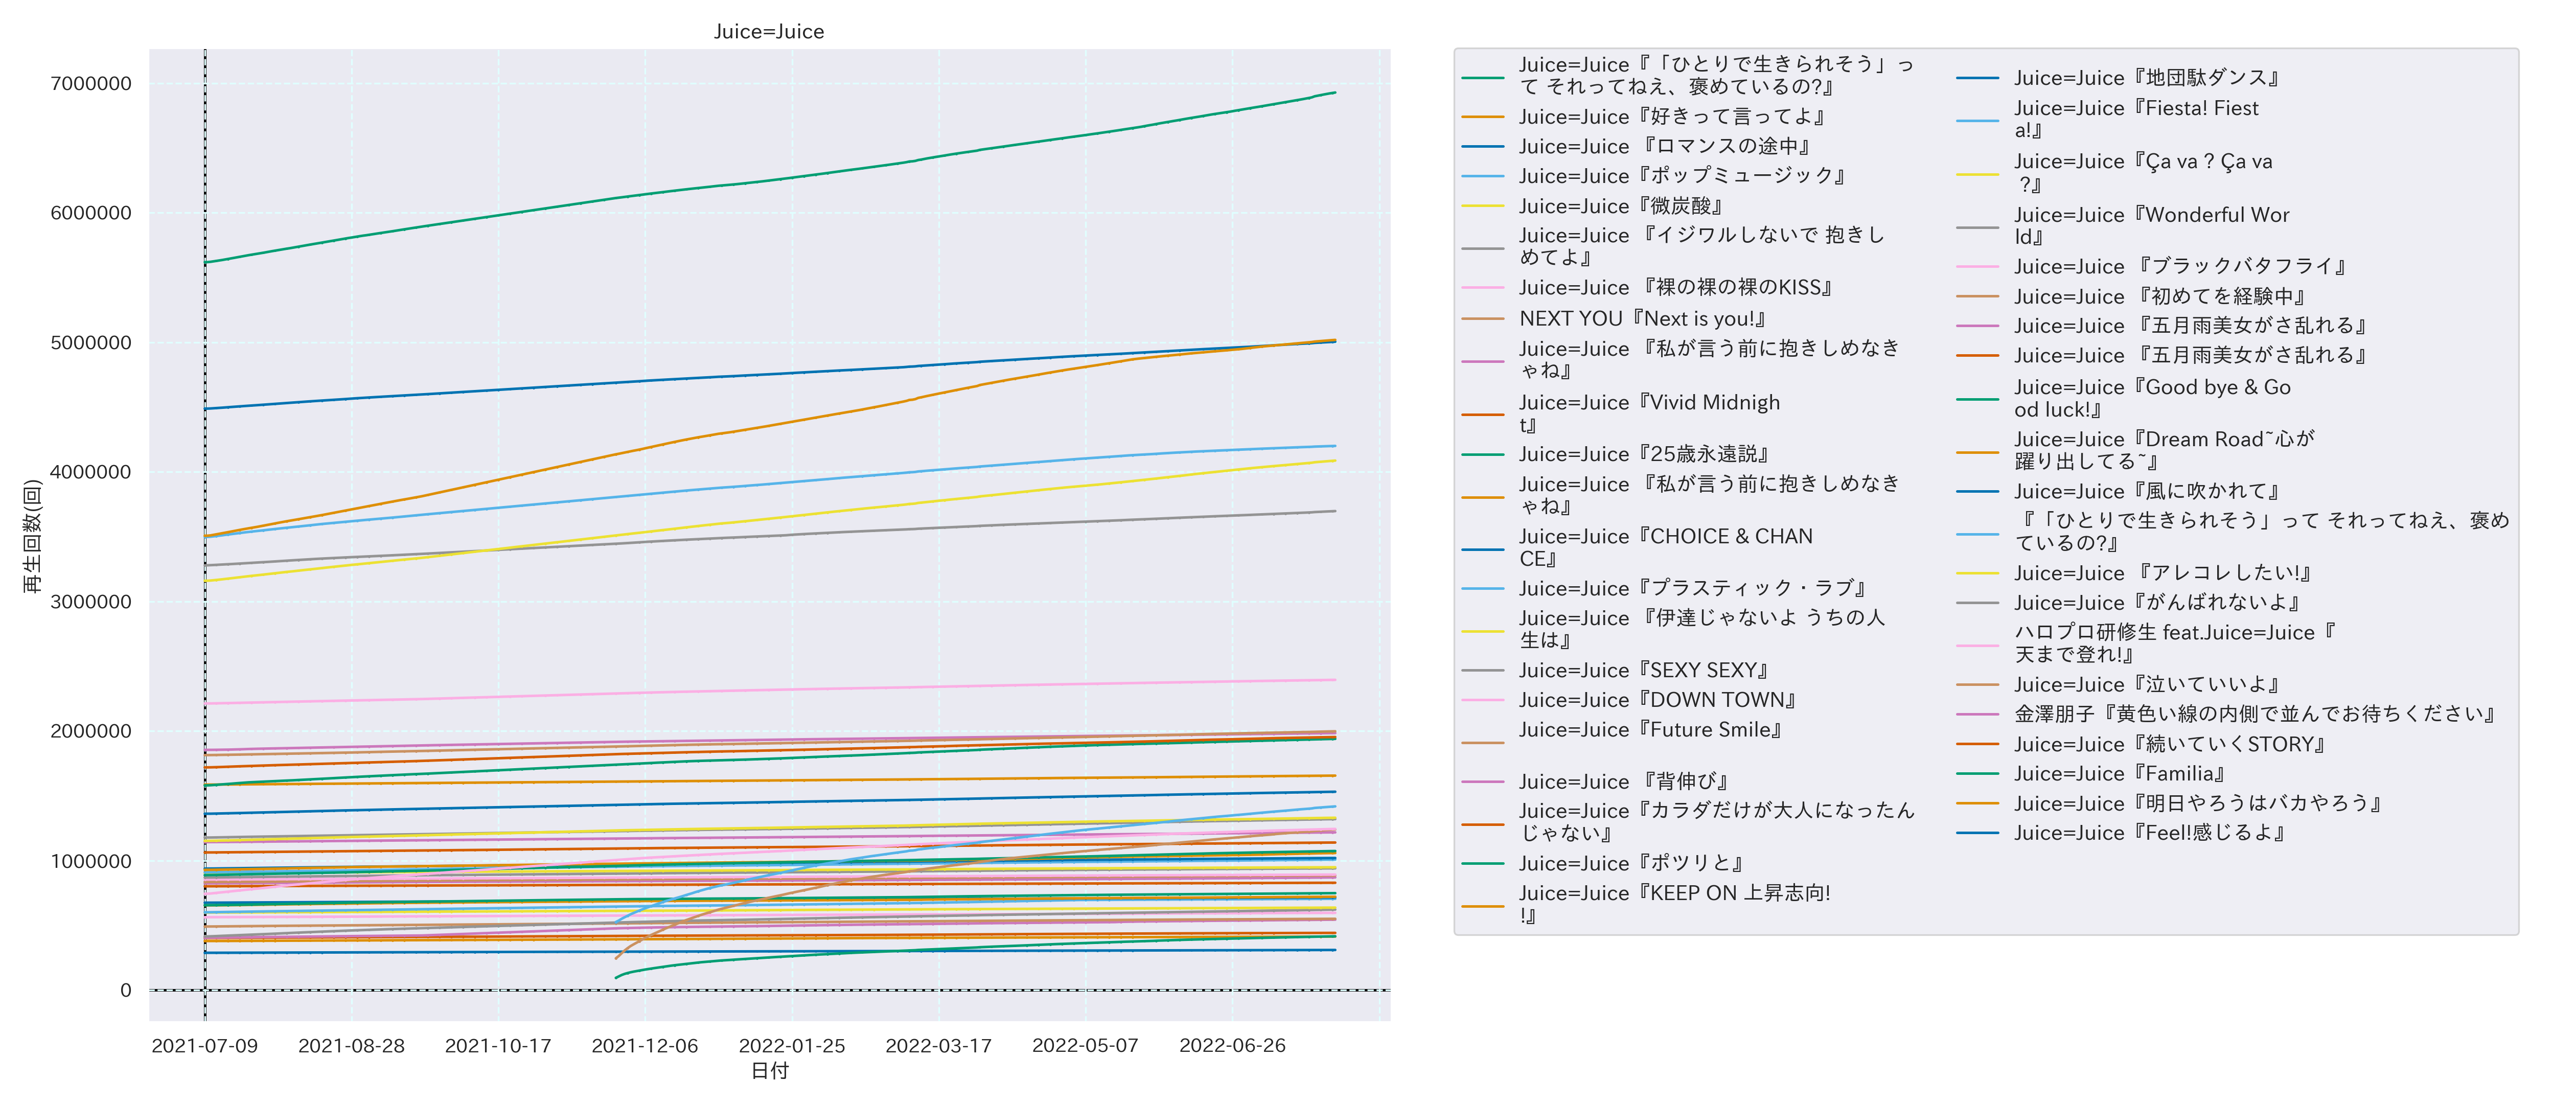 Juice=Juice
7000000
6000000
5000000
4000000
3000000
2000000
1000000
0
再生回数(回)
2021-07-09
2021-08-28
2021-10-17
2021-12-06
2022-01-25
2022-03-17
2022-05-07
2022-06-26
日付
Juice=Juice『「ひとりで生きられそう」っ
て それってねえ、褒めているの?』
Juice=Juice『好きって言ってよ』
Juice=Juice 『ロマンスの途中』
Juice=Juice『ポップミュージック』
Juice=Juice『微炭酸』
Juice=Juice 『イジワルしないで 抱きし
めてよ』
Juice=Juice 『裸の裸の裸のKISS』
NEXT YOU『Next is you!』
Juice=Juice 『私が言う前に抱きしめなき
ゃね』
Juice=Juice『Vivid Midnigh
t』
Juice=Juice『25歳永遠説』
Juice=Juice 『私が言う前に抱きしめなき
ゃね』
Juice=Juice『CHOICE & CHAN
CE』
Juice=Juice『プラスティック・ラブ』
Juice=Juice『伊達じゃないよ うちの人
生は』
Juice=Juice『SEXY SEXY』
Juice=Juice『DOWN TOWN』
Juice=Juice『Future Smile』
Juice=Juice 『背伸び』
Juice=Juice『カラダだけが大人になったん
じゃない』
Juice=Juice『ポツリと』
Juice=Juice『KEEP ON 上昇志向!
!』
Juice=Juice『地団駄ダンス』
Juice=Juice『Fiesta! Fiest
a!』
Juice=Juice『Ça va ? Ça va
?』
Juice=Juice『Wonderful Wor
ld』
Juice=Juice 『ブラックバタフライ』
Juice=Juice 『初めてを経験中』
Juice=Juice 『五月雨美女がさ乱れる』
Juice=Juice 『五月雨美女がさ乱れる』
Juice=Juice『Good bye & Go
od luck!』
Juice=Juice『Dream Road~心が
躍り出してる~』
Juice=Juice『風に吹かれて』
『「ひとりで生きられそう」って それってねえ、褒め
ているの?』
Juice=Juice 『アレコレしたい!』
Juice=Juice『がんばれないよ』
ハロプロ研修生 feat.Juice=Juice『
天まで登れ!』
Juice=Juice『泣いていいよ』
金澤朋子『黄色い線の内側で並んでお待ちください』
Juice=Juice『続いていくSTORY』
Juice=Juice『Familia』
Juice=Juice『明日やろうはバカやろう』
Juice=Juice『Feel!感じるよ』